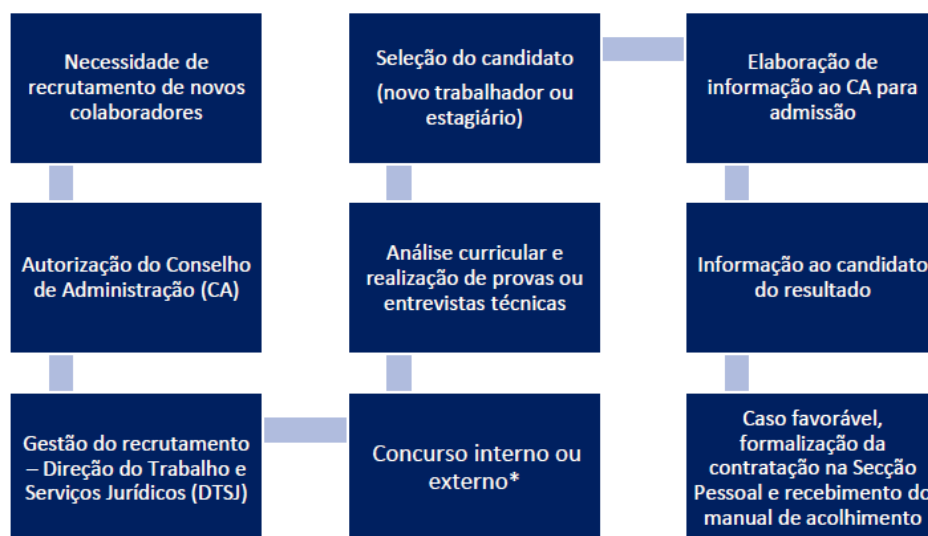 Necessidade de
recrutamento de novos
colaboradores
Autorização do Conselho
de Administração (CA)
Gestão do recrutamento
– Direção do Trabalho e
Serviços Jurídicos (DTSJ)
Concurso interno ou
externo*
Análise curricular e
realização de provas ou
entrevistas técnicas
Seleção do candidato
(novo trabalhador ou
estagiário)
Elaboração de
informação ao CA para
admissão
Informação ao candidato
do resultado
Caso favorável,
formalização da
contratação na Secção
Pessoal e recebimento do
manual de acolhimento